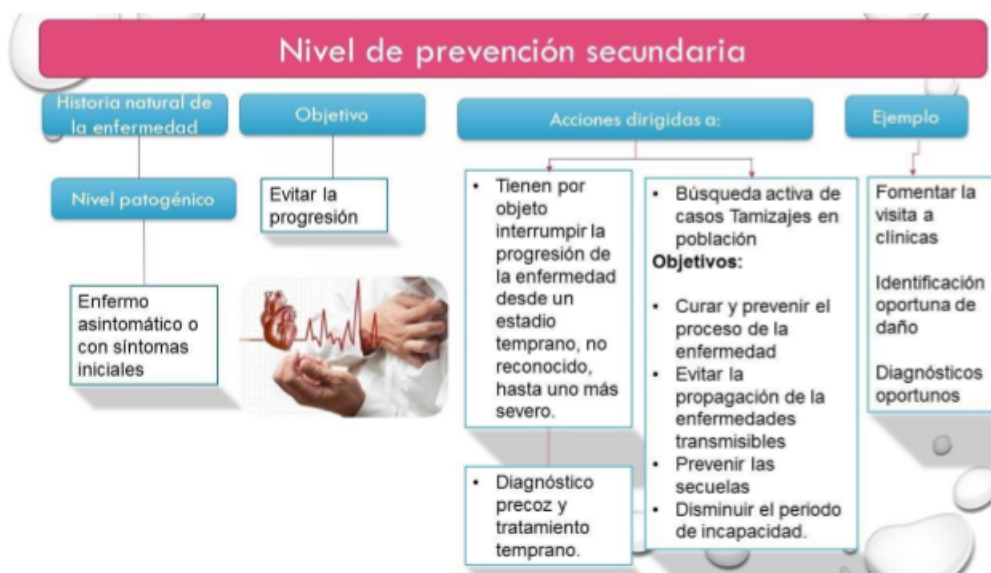 Nivel de prevención secundaria
Historia natural de
la enfermedad
Nivel patogénico
Enfermo
asintomático o
con síntomas
iniciales
Objetivo
Evitar la
progresión
Acciones dirigidas a:
• Tienen por
objeto
interrumpir la
progresión de
la enfermedad
desde un
estadio
temprano, no
reconocido,
hasta uno más
severo.
• Diagnóstico
precoz y
tratamiento
temprano.
• Búsqueda activa de
casos Tamizajes en
población
Objetivos:
• Curar y prevenir el
proceso de la
enfermedad
• Evitar la
propagación de la
enfermedades
transmisibles
• Prevenir las
secuelas
• Disminuir el periodo
de incapacidad.
Ejemplo
Fomentar la
visita a
clínicas
Identificación
oportuna de
daño
Diagnósticos
oportunos